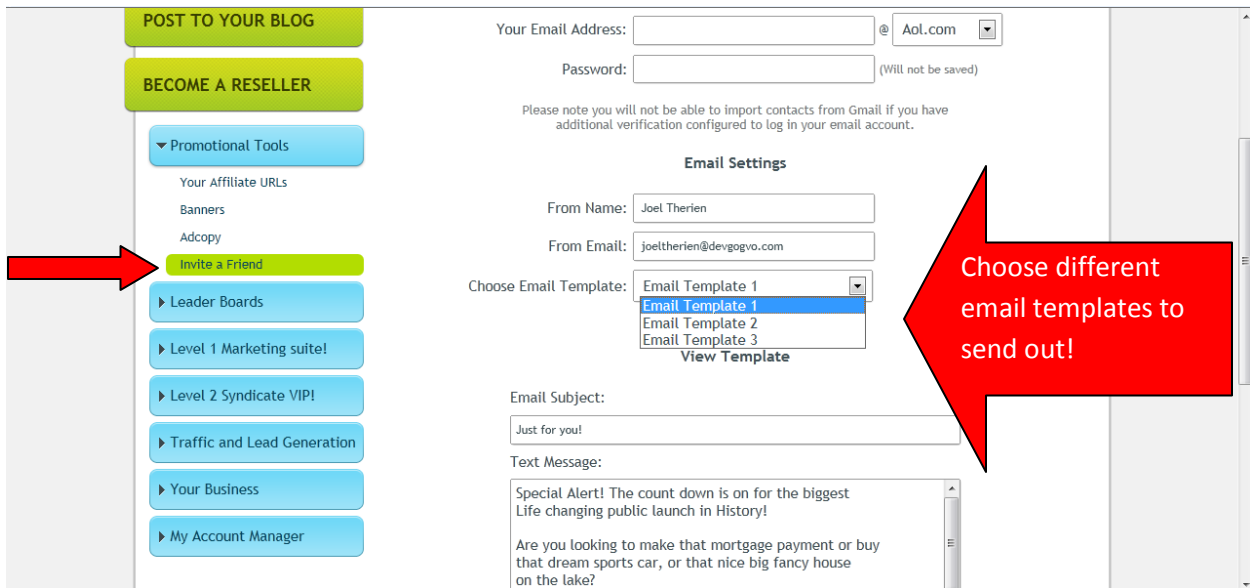 POST TO YOUR BLOG
BECOME A RESELLER
Promotional Tools
Your Affiliate URLs
Banners
Adcopy
Invite a Friend
Leader Boards
Level 1 Marketing suite!
Level 2 Syndicate VIP!
Traffic and Lead Generation
Your Business
My Account Manager
Your Email Address: @ Aol.com
Password: (Will not be saved)
Please note you will not be able to import contacts from Gmail if you have
additional verification configured to log in your email account.
Email Settings
From Name: Joel Therien
From Email: joeltherien@devgogvo.com
Choose Email Template: Email Template 1
Email Template 1
Email Template 2
Email Template 3
View Template
Email Subject:
Just for you!
Text Message:
Special Alert! The count down is on for the biggest
Life changing public launch in History!
Are you looking to make that mortgage payment or buy
that dream sports car, or that nice big fancy house
on the lake?
Choose different
email templates to
send out!